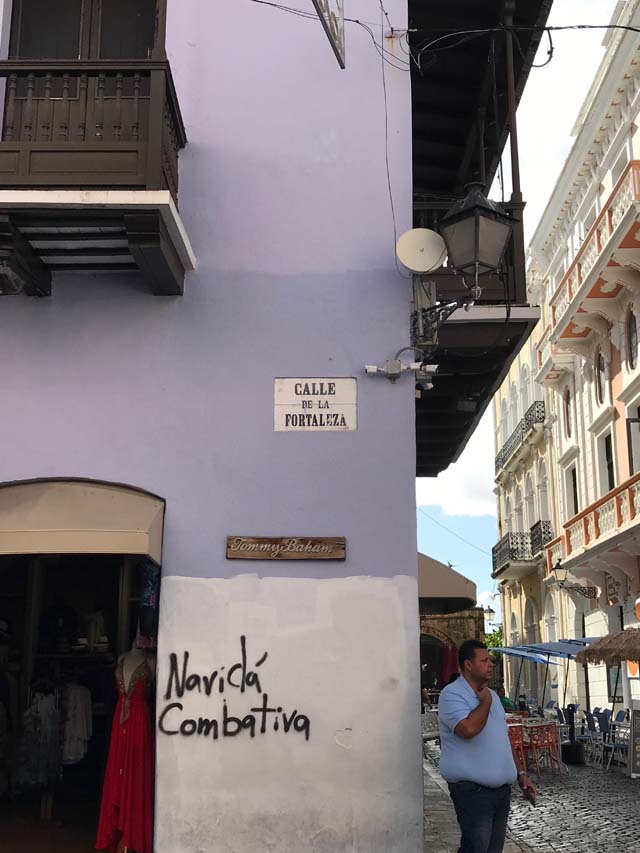 CALLE
DE LA
FORTALEZA
Tommy Baham
Navidá
Combativa